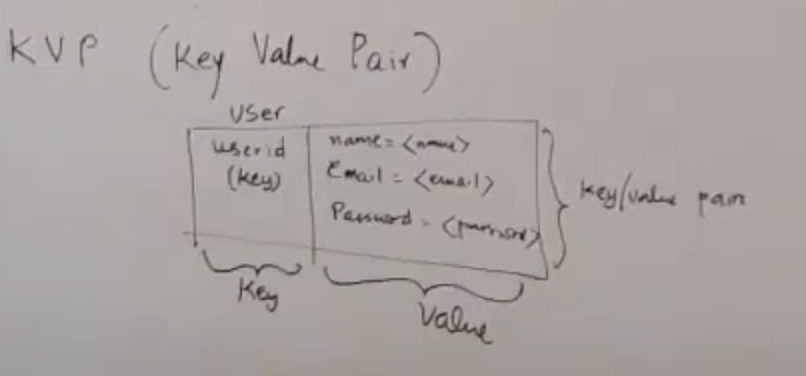 KVP (Key Value Pair)
user
userid
(key)
name = <name>
Email = <email>
Password = <password>
key/value pair
Key
Value